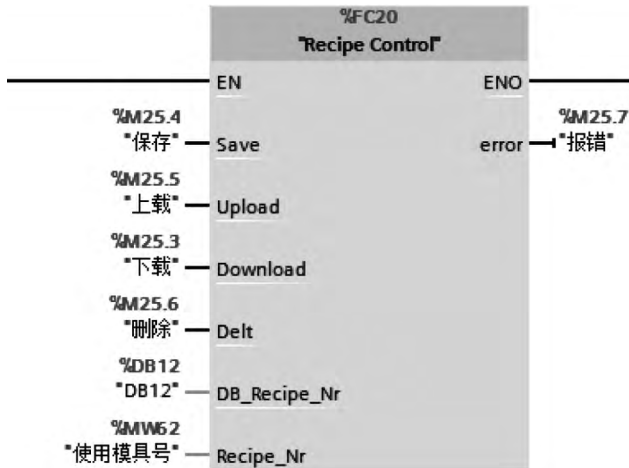 %FC20
"Recipe Control"
EN
ENO
%M25.4
"保存"
Save
%M25.7
"报错"
error
%M25.5
"上载"
Upload
%M25.3
"下载"
Download
%M25.6
"删除"
Delt
%DB12
"DB12"
DB_Recipe_Nr
%MW62
"使用模具号"
Recipe_Nr